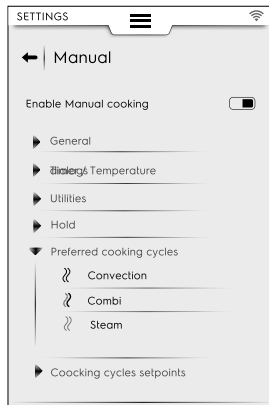 SETTINGS
Manual
Enable Manual cooking
General
Temperature
Utilities
Hold
Preferred cooking cycles
Convection
Combi
Steam
Coocking cycles setpoints